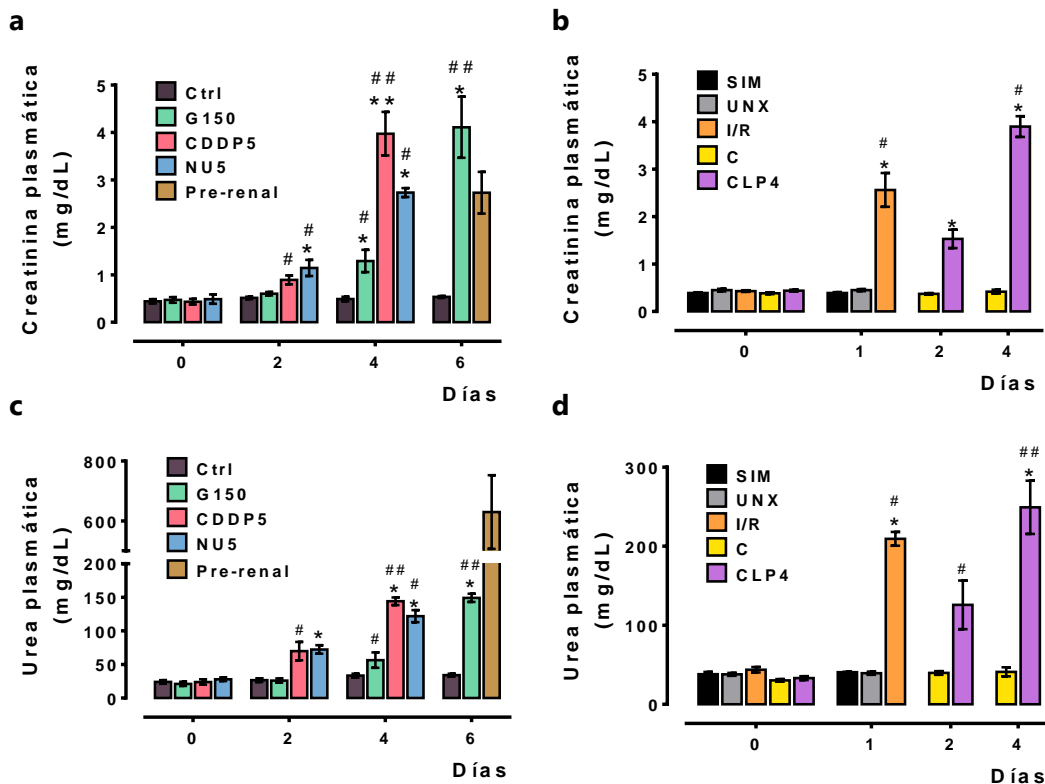 a
Creatinina plasmática
(mg/dL)
5
4
3
2
1
0
Ctrl
G150
CDDP5
NU5
Pre-renal
#
#
*
#
*
##
**
#
*
##
*
0 2 4 6
Días
b
Creatinina plasmática
(mg/dL)
5
4
3
2
1
0
SIM
UNX
I/R
C
CLP4
#
*
*
#
*
0 1 2 4
Días
c
Urea plasmática
(mg/dL)
800
600
200
150
100
50
0
Ctrl
G150
CDDP5
NU5
Pre-renal
#
*
#
##
*
#
*
##
*
0 2 4 6
Días
d
Urea plasmática
(mg/dL)
300
200
100
0
SIM
UNX
I/R
C
CLP4
#
*
#
##
*
0 1 2 4
Días